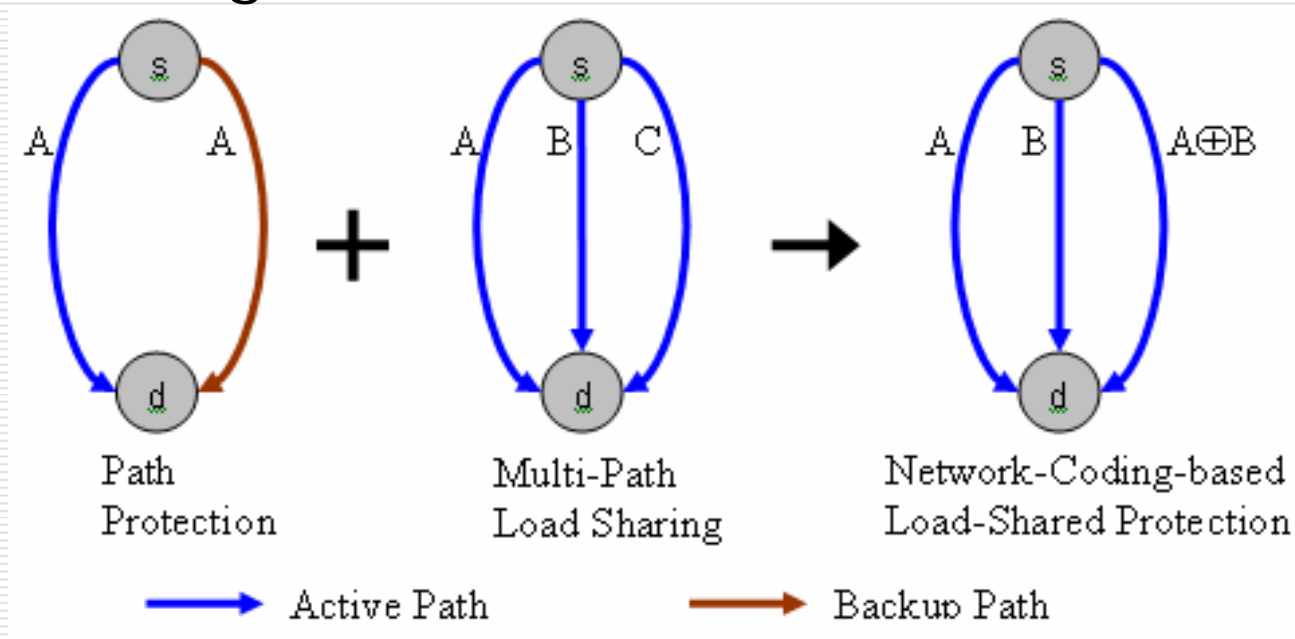 s
s
s
A
A
A
B
C
A
B
A⊕B
+
d
d
d
Path
Protection
Multi-Path
Load Sharing
Network-Coding-based
Load-Shared Protection
Active Path
Backup Path